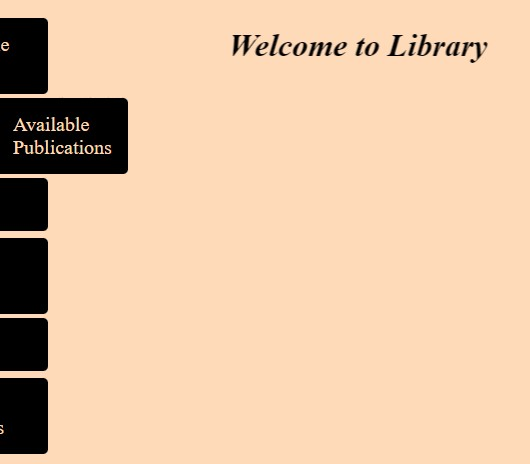 Welcome to Library
e
Available
Publications
s